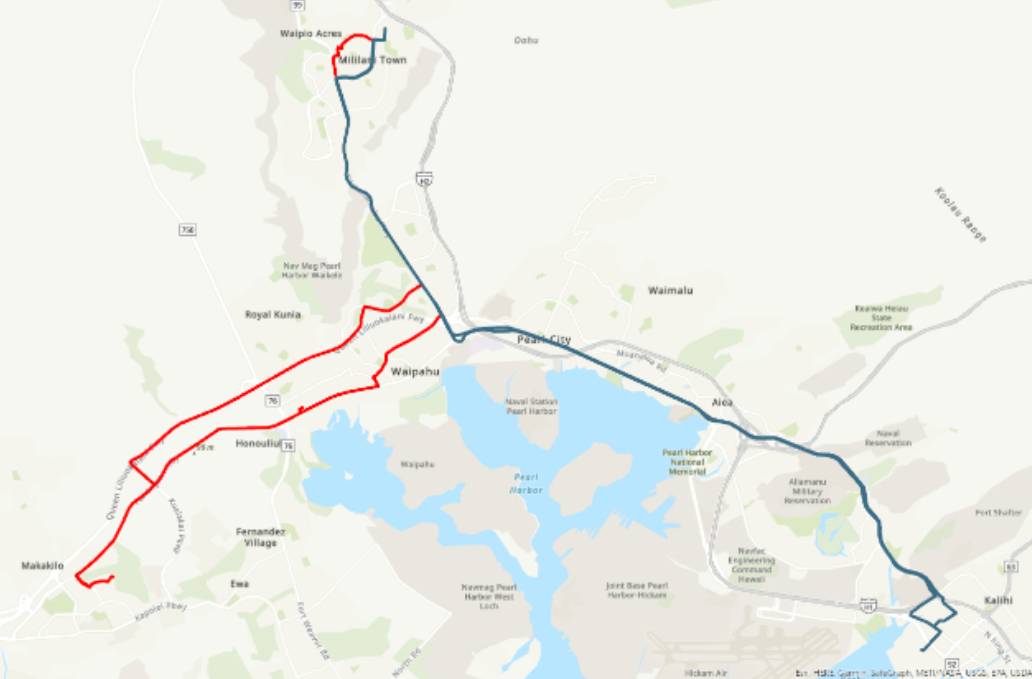 99
Waipio Acres
Oahu
Mililani Town
H2
Koolau Range
750
Nav Mag Pearl
Harbor Waikele
Waimalu
Royal Kunia
Queen Liliuokalani Fwy
Keaiwa Heiau
State
Recreation Area
Pearl City
Moanalua Rd
Waipahu
76
Naval Station
Pearl Harbor
Aiea
Honouliuli
76
Naval
Reservation
Waipahu
Pearl Harbor
National
Memorial
Pearl
Harbor
Aliamanu
Military
Reservation
Queen Liliuokalani
Kualakai Pkwy
Fort Shafter
Fernandez
Village
Makakilo
Navfac
Engineering
Command
Hawaii
63
Ewa
Navmag Pearl
Harbor West
Loch
Joint Base Pearl
Harbor-Hickam
Kapolei Pkwy
Fort Weaver Rd
H1
Kalihi
N King St
North Rd
92
Hickam Air
Esri, HERE, Garmin, SafeGraph, METI/NASA, USGS, EPA, USDA